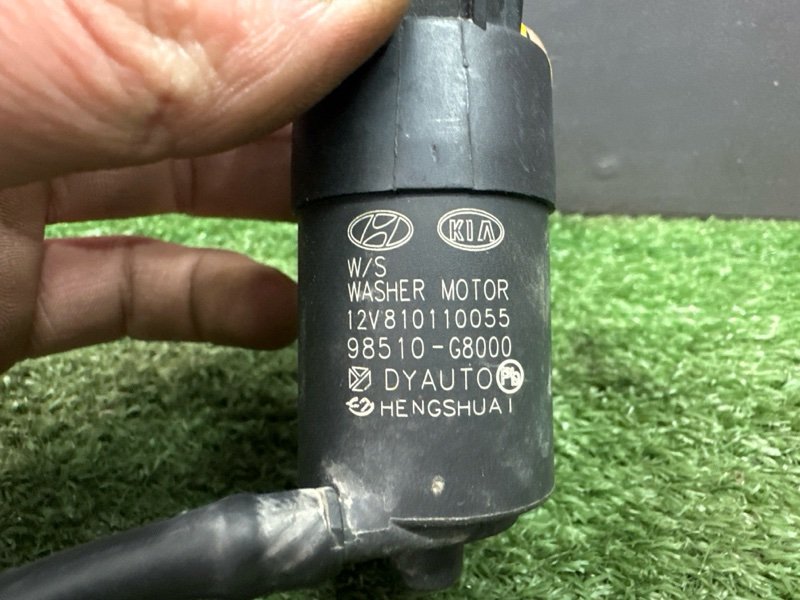 KIA
W/S
WASHER MOTOR
12V810110055
98510-G8000
DYAUTO Pb
HENGSHUAI